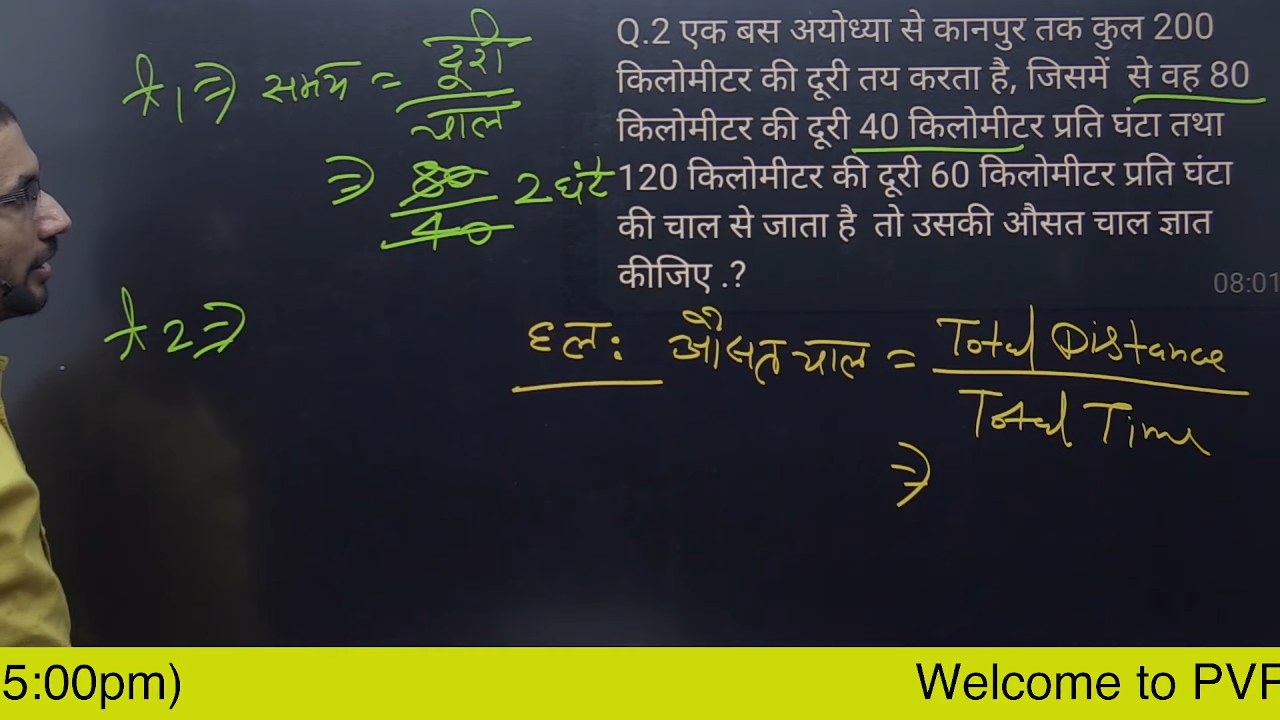 Q.2 एक बस अयोध्या से कानपुर तक कुल 200
किलोमीटर की दूरी तय करता है, जिसमें से वह 80
किलोमीटर की दूरी 40 किलोमीटर प्रति घंटा तथा
120 किलोमीटर की दूरी 60 किलोमीटर प्रति घंटा
की चाल से जाता है तो उसकी औसत चाल ज्ञात
कीजिए .?
08:01
t1 ⇒ समय = दूरी
चाल
⇒ 80 2 घंटे
40
t2 ⇒
हल: औसत चाल = Total Distance
Total Time
⇒
5:00pm)
Welcome to PVF